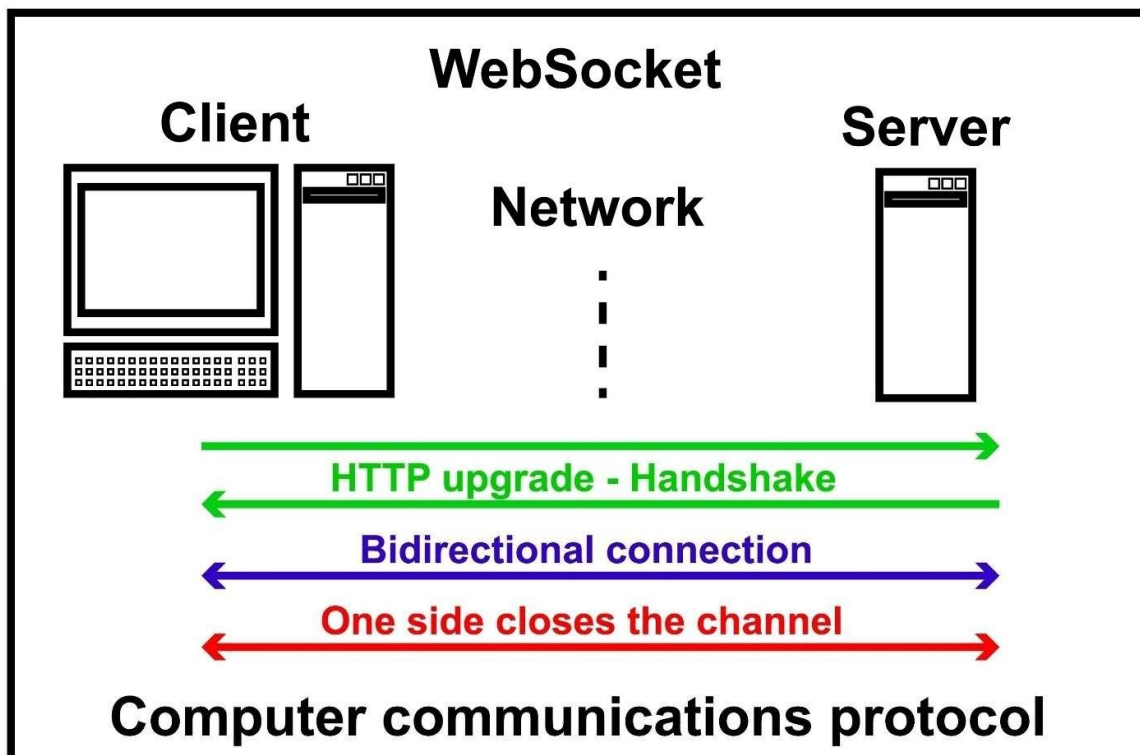 WebSocket
Client
Server
Network
HTTP upgrade - Handshake
Bidirectional connection
One side closes the channel
Computer communications protocol